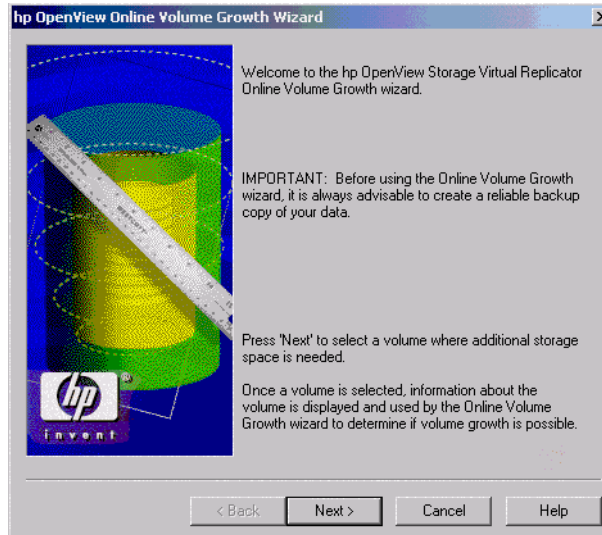 hp OpenView Online Volume Growth Wizard
Welcome to the hp OpenView Storage Virtual Replicator
Online Volume Growth wizard.
IMPORTANT: Before using the Online Volume Growth
wizard, it is always advisable to create a reliable backup
copy of your data.
Press 'Next' to select a volume where additional storage
space is needed.
Once a volume is selected, information about the
volume is displayed and used by the Online Volume
Growth wizard to determine if volume growth is possible.
hp
®
invent
< Back
Next >
Cancel
Help